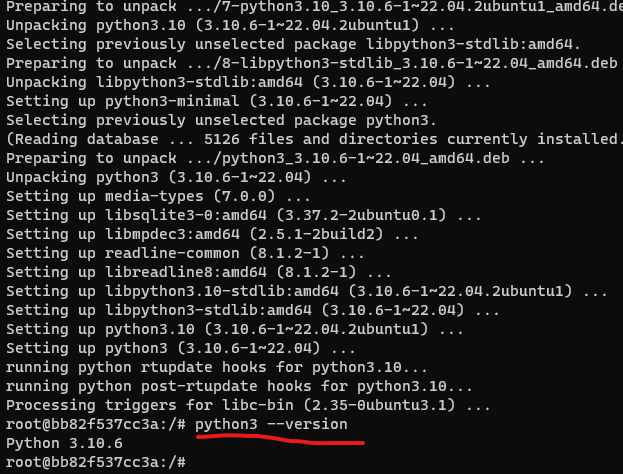 Preparing to unpack .../7-python3.10_3.10.6-1~22.04.2ubuntu1_amd64.de
Unpacking python3.10 (3.10.6-1~22.04.2ubuntu1) ...
Selecting previously unselected package libpython3-stdlib:amd64.
Preparing to unpack .../8-libpython3-stdlib_3.10.6-1~22.04_amd64.deb
Unpacking libpython3-stdlib:amd64 (3.10.6-1~22.04) ...
Setting up python3-minimal (3.10.6-1~22.04) ...
Selecting previously unselected package python3.
(Reading database ... 5126 files and directories currently installed.
Preparing to unpack .../python3_3.10.6-1~22.04_amd64.deb ...
Unpacking python3 (3.10.6-1~22.04) ...
Setting up media-types (7.0.0) ...
Setting up libsqlite3-0:amd64 (3.37.2-2ubuntu0.1) ...
Setting up libmpdec3:amd64 (2.5.1-2build2) ...
Setting up readline-common (8.1.2-1) ...
Setting up libreadline8:amd64 (8.1.2-1) ...
Setting up libpython3.10-stdlib:amd64 (3.10.6-1~22.04.2ubuntu1) ...
Setting up libpython3-stdlib:amd64 (3.10.6-1~22.04) ...
Setting up python3.10 (3.10.6-1~22.04.2ubuntu1) ...
Setting up python3 (3.10.6-1~22.04) ...
running python rtupdate hooks for python3.10...
running python post-rtupdate hooks for python3.10...
Processing triggers for libc-bin (2.35-0ubuntu3.1) ...
root@bb82f537cc3a:/# python3 --version
Python 3.10.6
root@bb82f537cc3a:/#